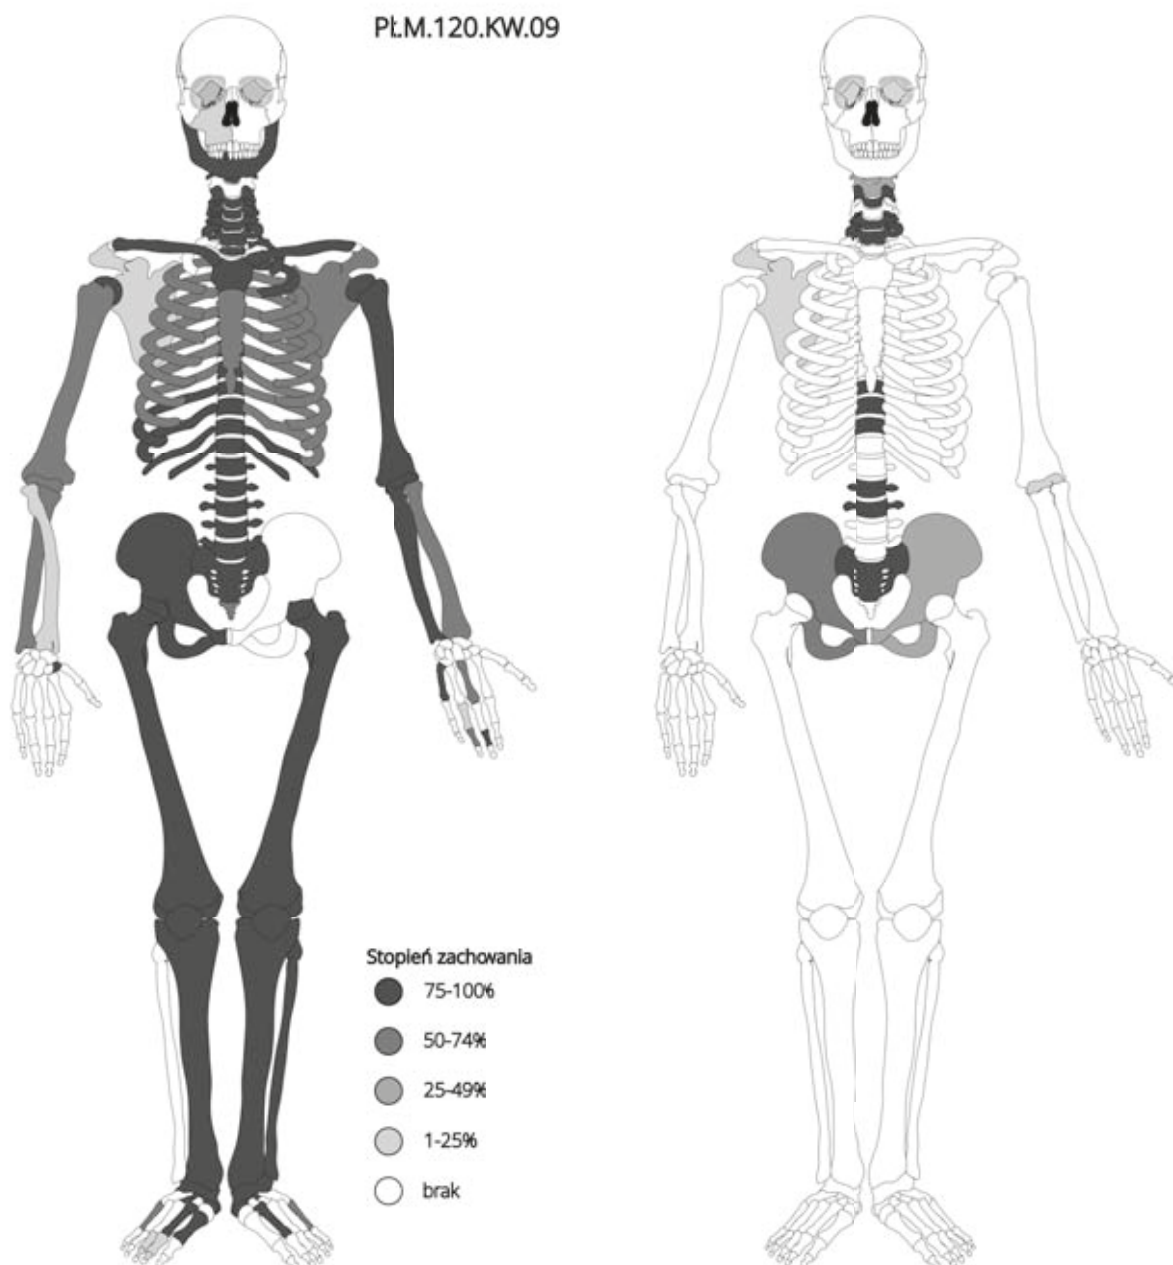 PŁ.M.120.KW.09
Stopień zachowania
75-100%
50-74%
25-49%
1-25%
brak